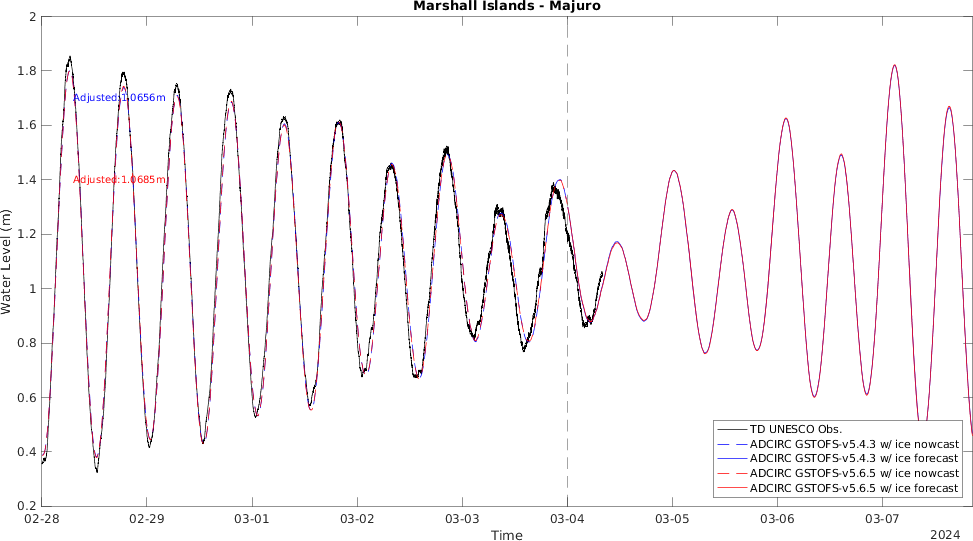 Marshall Islands - Majuro
2
1.8
Adjusted:1.0656m
1.6
1.4
Adjusted:1.0685m
1.2
Water Level (m)
1
0.8
0.6
0.4
0.2
TD UNESCO Obs.
ADCIRC GSTOFS-v5.4.3 w/ ice nowcast
ADCIRC GSTOFS-v5.4.3 w/ ice forecast
ADCIRC GSTOFS-v5.6.5 w/ ice nowcast
ADCIRC GSTOFS-v5.6.5 w/ ice forecast
02-28 02-29 03-01 03-02 03-03 03-04 03-05 03-06 03-07
Time
2024